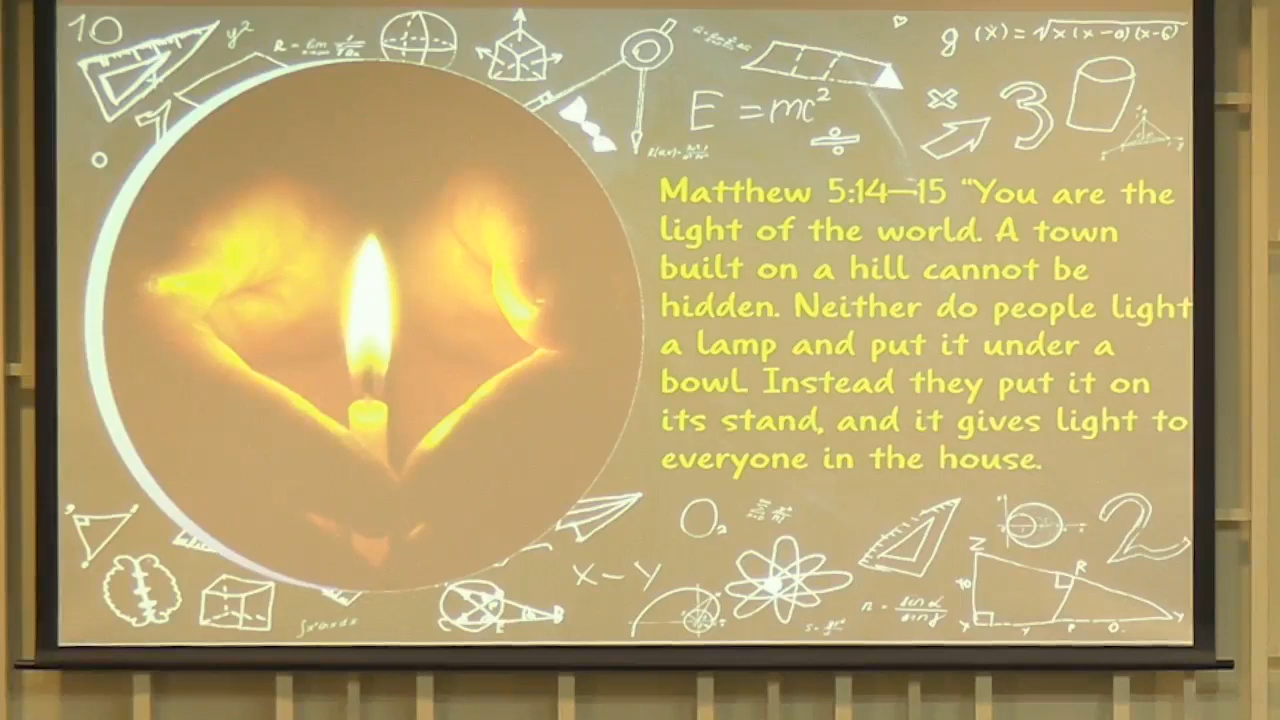 10
y²
E = mc²
3
g (x) = √x (x-a) (x-6)
Matthew 5:14—15 “You are the
light of the world. A town
built on a hill cannot be
hidden. Neither do people light
a lamp and put it under a
bowl. Instead they put it on
its stand, and it gives light to
everyone in the house.
O₂
2
x - y
Z
R